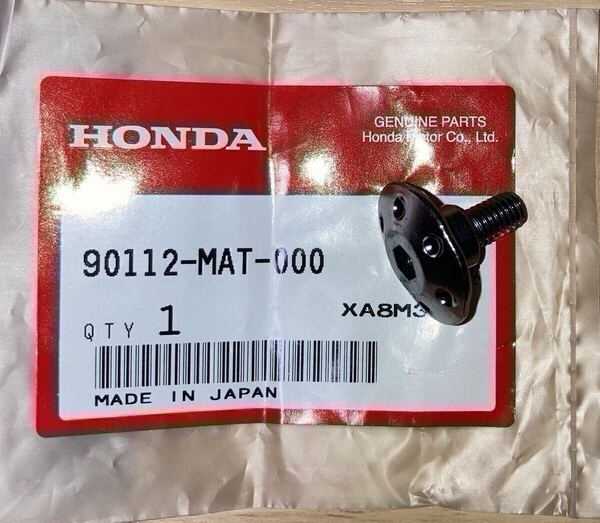 HONDA
GENUINE PARTS
Honda Motor Co., Ltd.
90112-MAT-000
QTY 1
XA8M3
MADE IN JAPAN